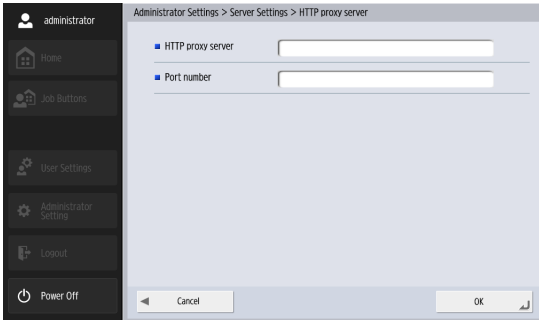 administrator
Administrator Settings > Server Settings > HTTP proxy server
HTTP proxy server
Home
Port number
Job Buttons
User Settings
Administrator
Setting
Logout
Power Off
Cancel
OK